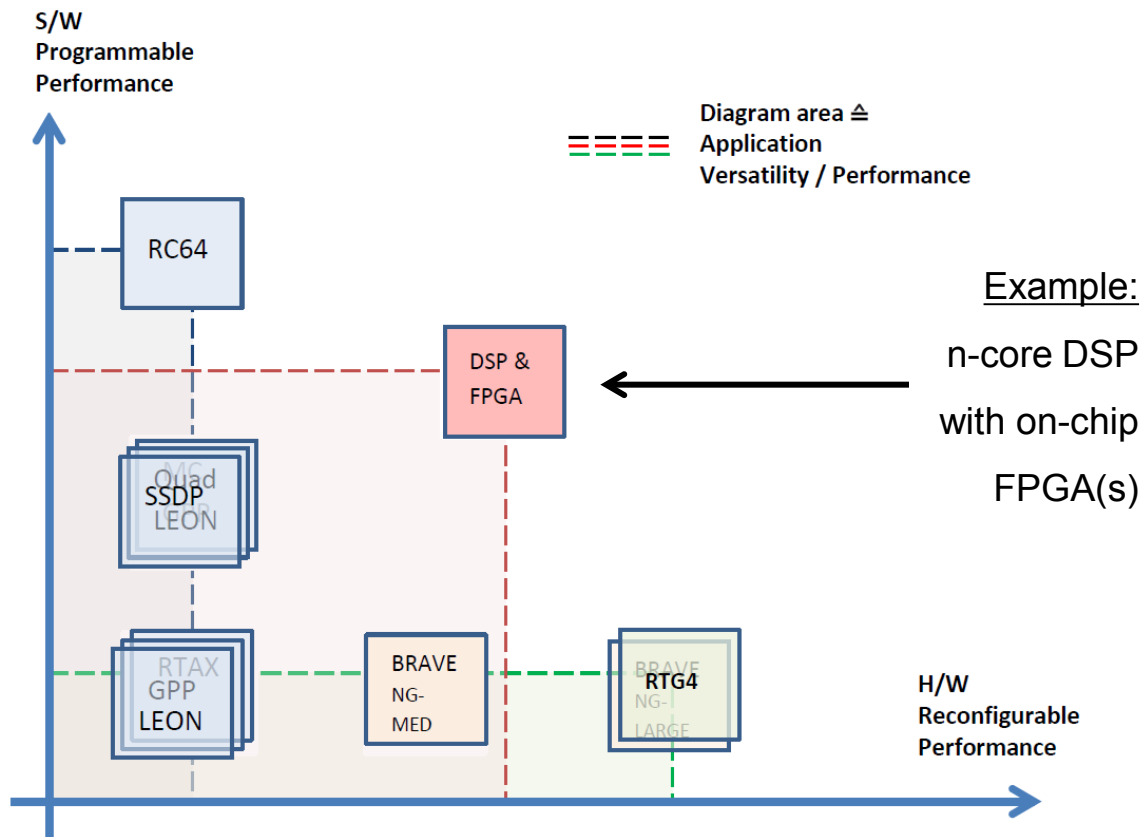 S/W
Programmable
Performance
Diagram area ≙
Application
Versatility / Performance
RC64
DSP &
FPGA
Example:
n-core DSP
with on-chip
FPGA(s)
Quad
SSDP
LEON
RTAX
GPP
LEON
BRAVE
NG-
MED
BRAVE
RTG4
NG-
LARGE
H/W
Reconfigurable
Performance